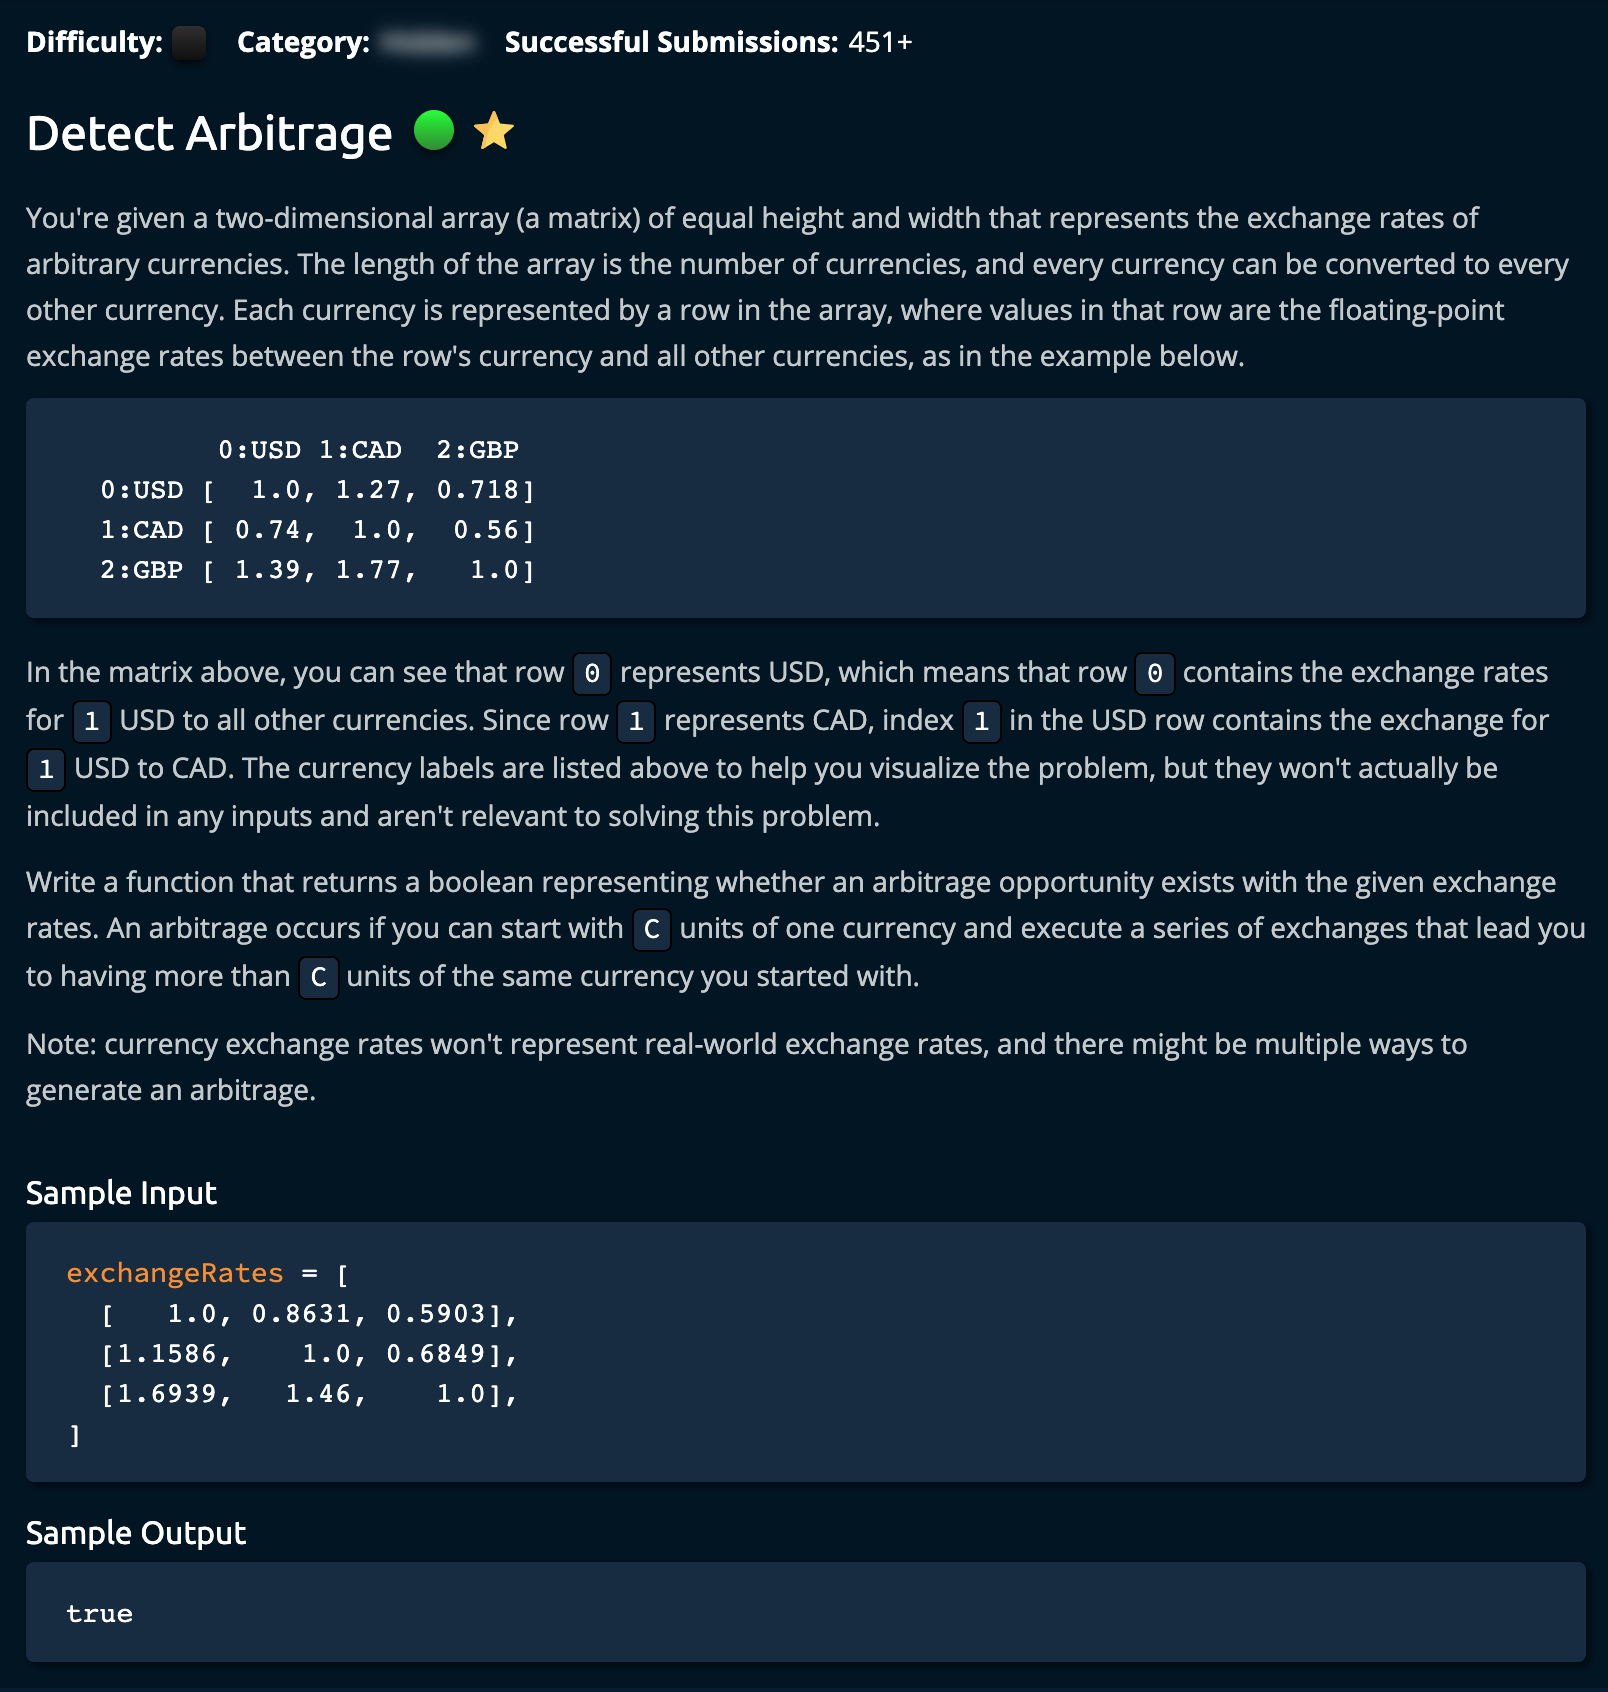 Difficulty: Category: Successful Submissions: 451+
Detect Arbitrage
You're given a two-dimensional array (a matrix) of equal height and width that represents the exchange rates of
arbitrary currencies. The length of the array is the number of currencies, and every currency can be converted to every
other currency. Each currency is represented by a row in the array, where values in that row are the floating-point
exchange rates between the row's currency and all other currencies, as in the example below.
0:USD 1:CAD 2:GBP
0:USD [ 1.0, 1.27, 0.718]
1:CAD [ 0.74, 1.0, 0.56]
2:GBP [ 1.39, 1.77, 1.0]
In the matrix above, you can see that row 0 represents USD, which means that row 0 contains the exchange rates
for 1 USD to all other currencies. Since row 1 represents CAD, index 1 in the USD row contains the exchange for
1 USD to CAD. The currency labels are listed above to help you visualize the problem, but they won't actually be
included in any inputs and aren't relevant to solving this problem.
Write a function that returns a boolean representing whether an arbitrage opportunity exists with the given exchange
rates. An arbitrage occurs if you can start with C units of one currency and execute a series of exchanges that lead you
to having more than C units of the same currency you started with.
Note: currency exchange rates won't represent real-world exchange rates, and there might be multiple ways to
generate an arbitrage.
Sample Input
exchangeRates = [
[ 1.0, 0.8631, 0.5903],
[1.1586, 1.0, 0.6849],
[1.6939, 1.46, 1.0],
]
Sample Output
true